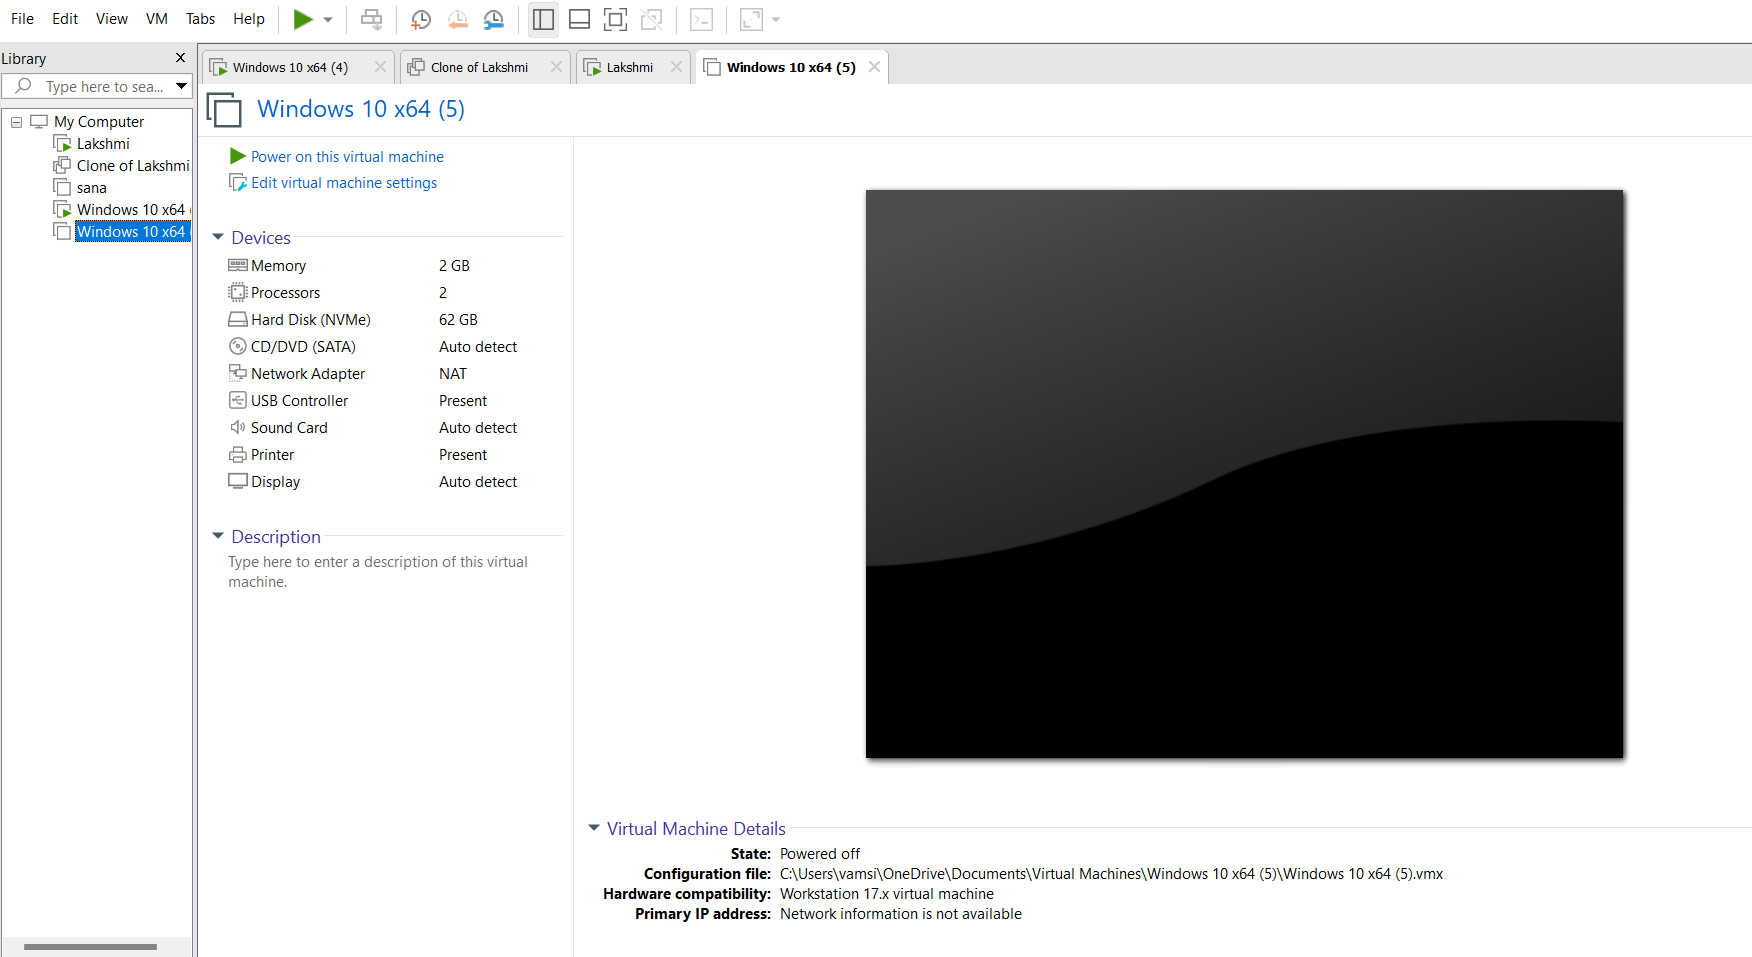 File Edit View VM Tabs Help
Library
Type here to sea...
My Computer
Lakshmi
Clone of Lakshmi
sana
Windows 10 x64 (
Windows 10 x64 (
Windows 10 x64 (4) Clone of Lakshmi Lakshmi Windows 10 x64 (5)
Windows 10 x64 (5)
Power on this virtual machine
Edit virtual machine settings
Devices
Memory 2 GB
Processors 2
Hard Disk (NVMe) 62 GB
CD/DVD (SATA) Auto detect
Network Adapter NAT
USB Controller Present
Sound Card Auto detect
Printer Present
Display Auto detect
Description
Type here to enter a description of this virtual
machine.
Virtual Machine Details
State: Powered off
Configuration file: C:\Users\vamsi\OneDrive\Documents\Virtual Machines\Windows 10 x64 (5)\Windows 10 x64 (5).vmx
Hardware compatibility: Workstation 17.x virtual machine
Primary IP address: Network information is not available